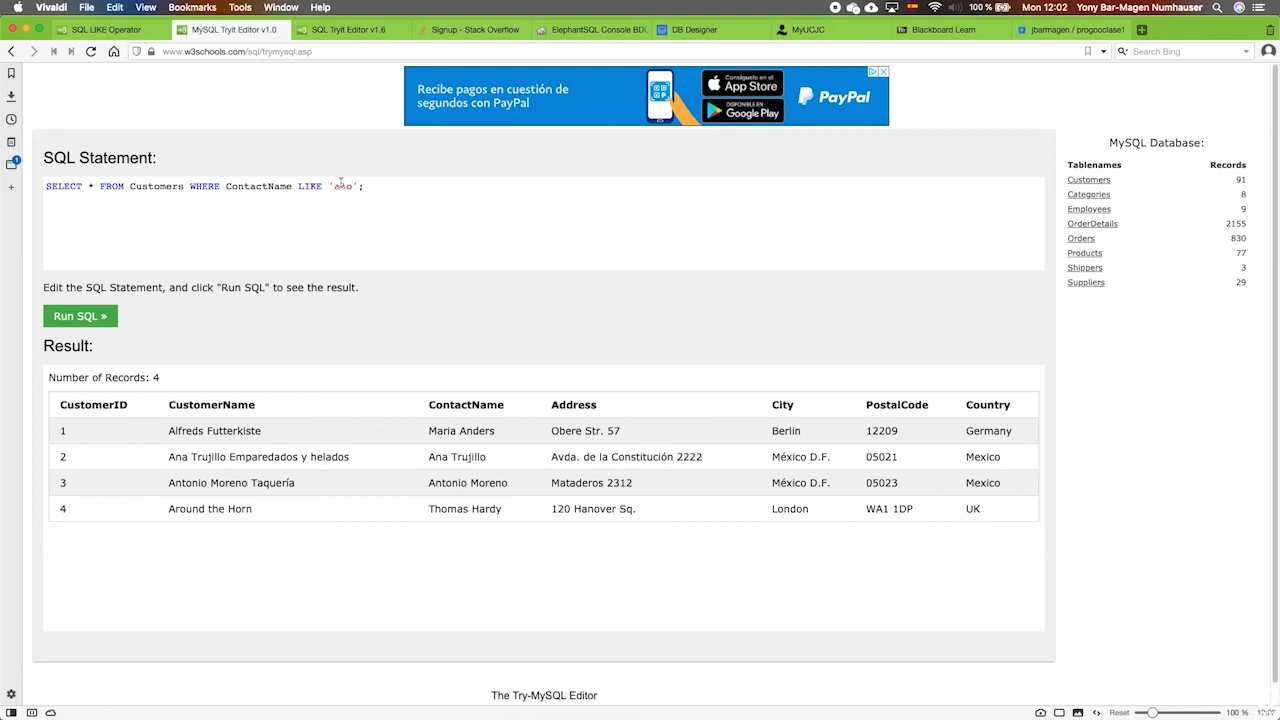 Vivaldi File Edit View Bookmarks Mail Tools Window Help 100 % Mon 12:02 Yony Bar-Magen Numhauser
SQL LIKE Operator MySQL Tryit Editor v1.0 SQL Tryit Editor v1.6 Signup - Stack Overflow ElephantSQL Console BDI DB Designer MyUCJC Blackboard Learn jbarmagen / progooclase1
www.w3schools.com/sql/trymysql.asp Search Bing
Recibe pagos en cuestión de
segundos con PayPal
Consíguelo en el
App Store
DISPONIBLE EN
Google Play
PayPal
SQL Statement:
SELECT * FROM Customers WHERE ContactName LIKE 'a%o';
Edit the SQL Statement, and click "Run SQL" to see the result.
Run SQL »
Result:
Number of Records: 4
CustomerID CustomerName ContactName Address City PostalCode Country
1 Alfreds Futterkiste Maria Anders Obere Str. 57 Berlin 12209 Germany
2 Ana Trujillo Emparedados y helados Ana Trujillo Avda. de la Constitución 2222 México D.F. 05021 Mexico
3 Antonio Moreno Taquería Antonio Moreno Mataderos 2312 México D.F. 05023 Mexico
4 Around the Horn Thomas Hardy 120 Hanover Sq. London WA1 1DP UK
The Try-MySQL Editor
MySQL Database:
Tablenames Records
Customers 91
Categories 8
Employees 9
OrderDetails 2155
Orders 830
Products 77
Shippers 3
Suppliers 29
Reset 100 %